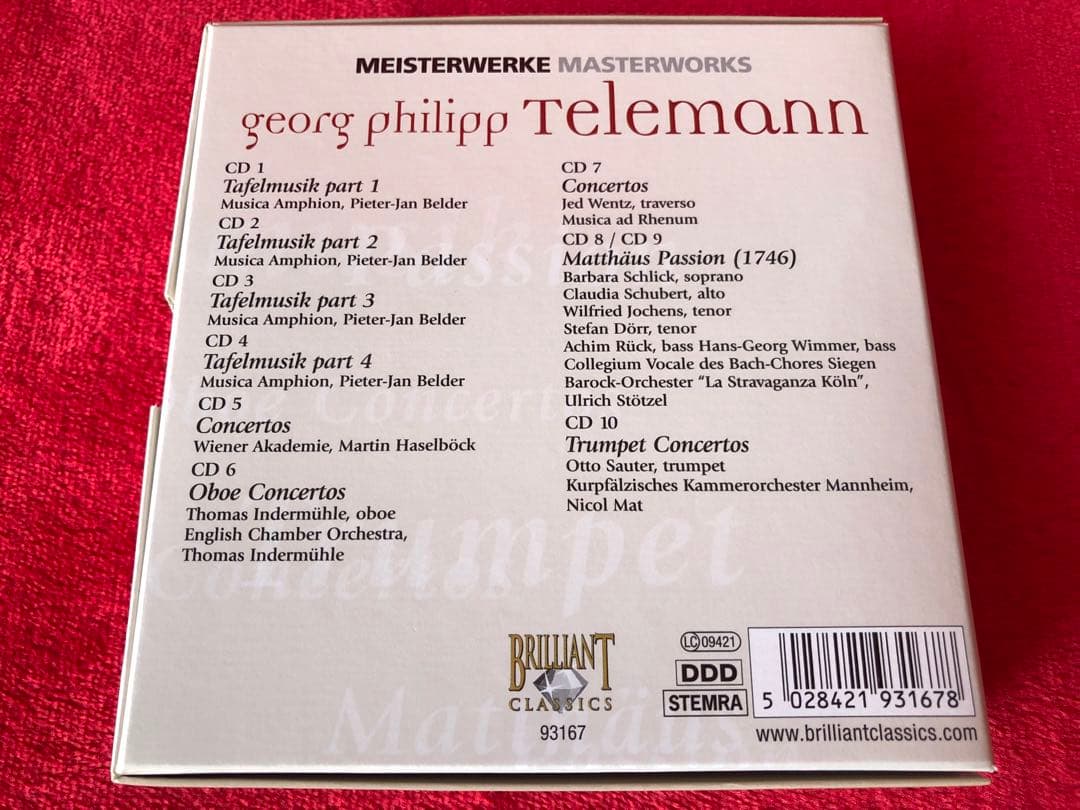 MEISTERWERKE MASTERWORKS
georg philipp Telemann
CD 1
Tafelmusik part 1
Musica Amphion, Pieter-Jan Belder
CD 2
Tafelmusik part 2
Musica Amphion, Pieter-Jan Belder
CD 3
Tafelmusik part 3
Musica Amphion, Pieter-Jan Belder
CD 4
Tafelmusik part 4
Musica Amphion, Pieter-Jan Belder
CD 5
Concertos
Wiener Akademie, Martin Haselböck
CD 6
Oboe Concertos
Thomas Indermühle, oboe
English Chamber Orchestra,
Thomas Indermühle
CD 7
Concertos
Jed Wentz, traverso
Musica ad Rhenum
CD 8 / CD 9
Matthäus Passion (1746)
Barbara Schlick, soprano
Claudia Schubert, alto
Wilfried Jochens, tenor
Stefan Dörr, tenor
Achim Rück, bass Hans-Georg Wimmer, bass
Collegium Vocale des Bach-Chores Siegen
Barock-Orchester "La Stravaganza Köln",
Ulrich Stötzel
CD 10
Trumpet Concertos
Otto Sauter, trumpet
Kurpfälzisches Kammerorchester Mannheim,
Nicol Mat
Passion
Oboe Concertos
Trumpet
Concertos
Matthäus
BRILLIANT
CLASSICS
93167
LC 09421
DDD
STEMRA
5 028421 931678
www.brilliantclassics.com